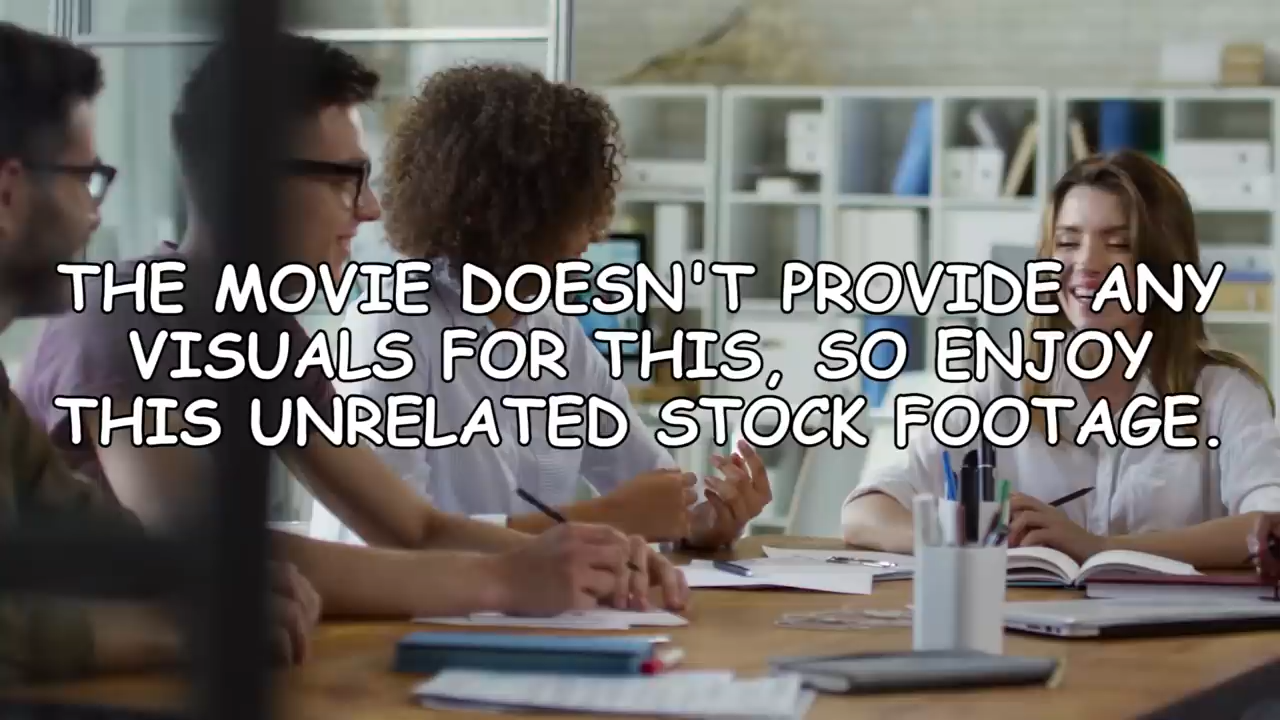 THE MOVIE DOESN'T PROVIDE ANY
VISUALS FOR THIS, SO ENJOY
THIS UNRELATED STOCK FOOTAGE.